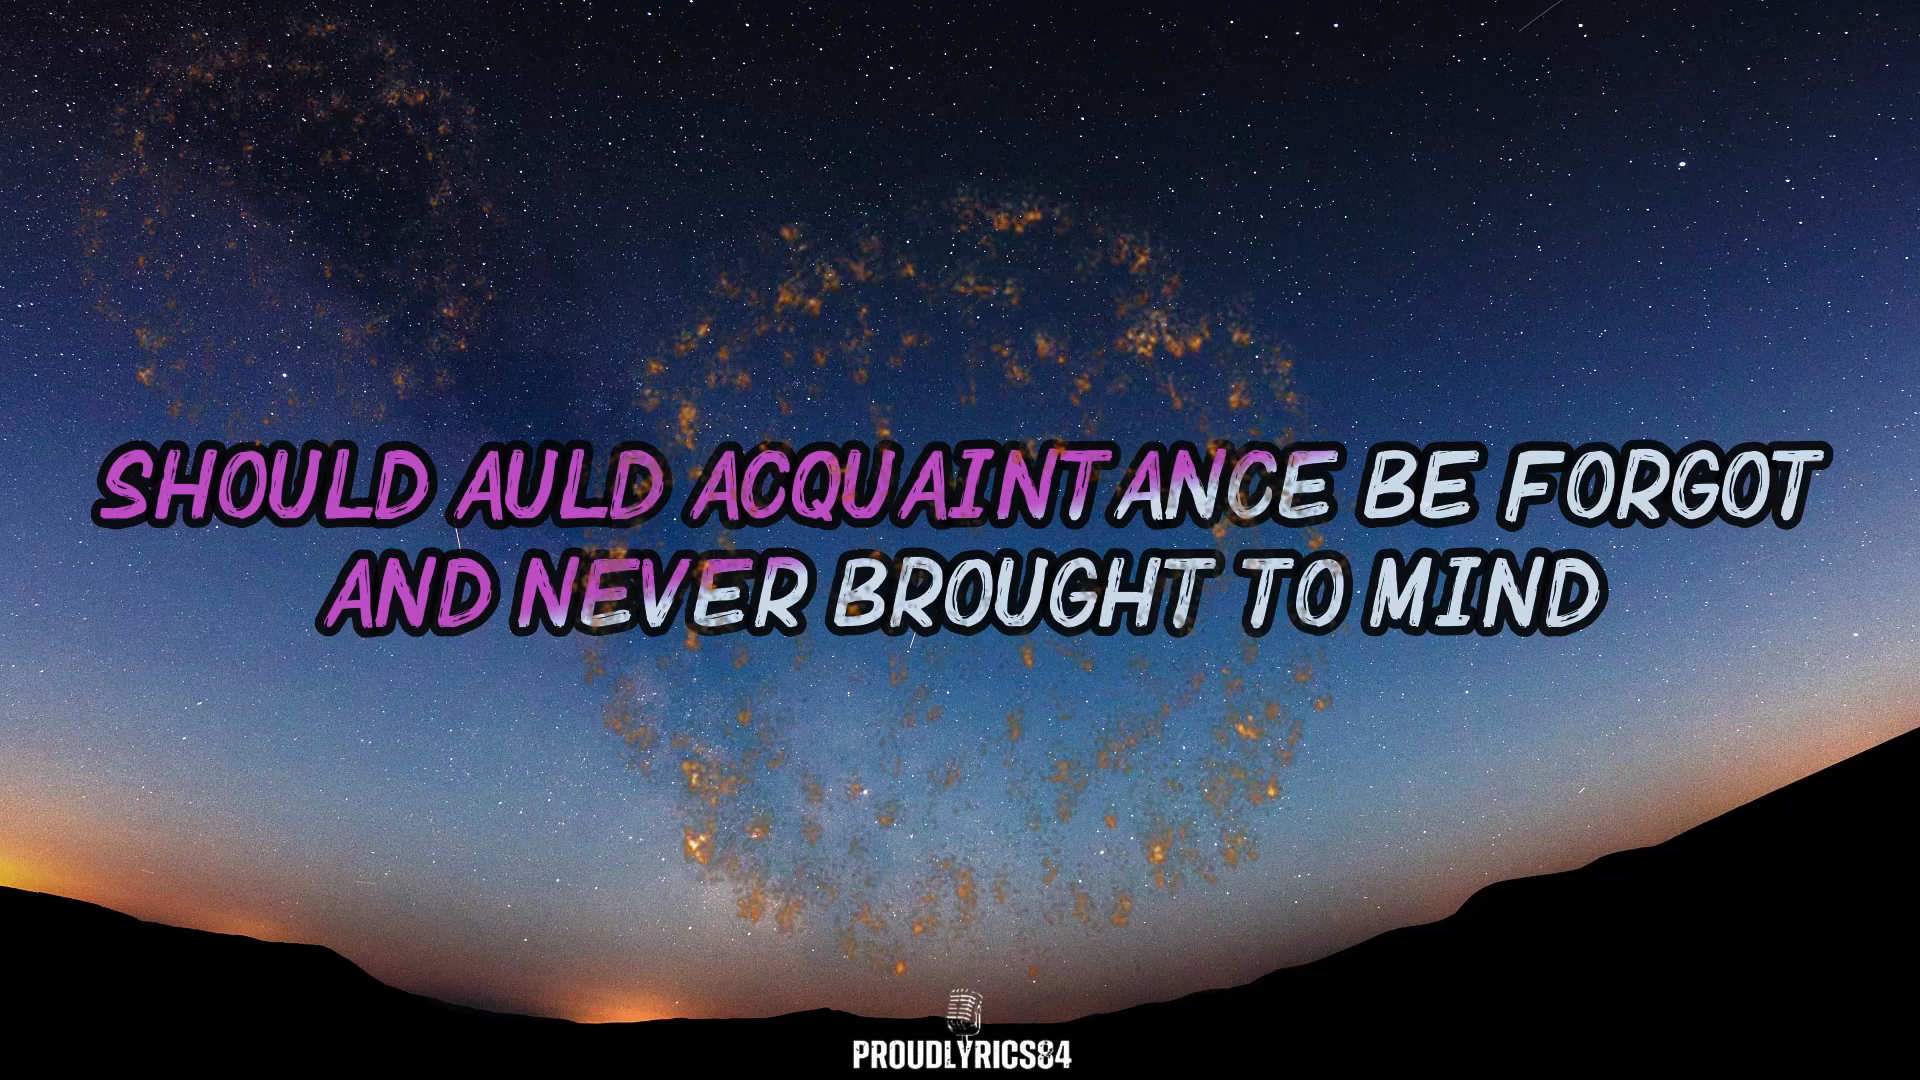 SHOULD AULD ACQUAINTANCE BE FORGOT
AND NEVER BROUGHT TO MIND
PROUDLYRICS84